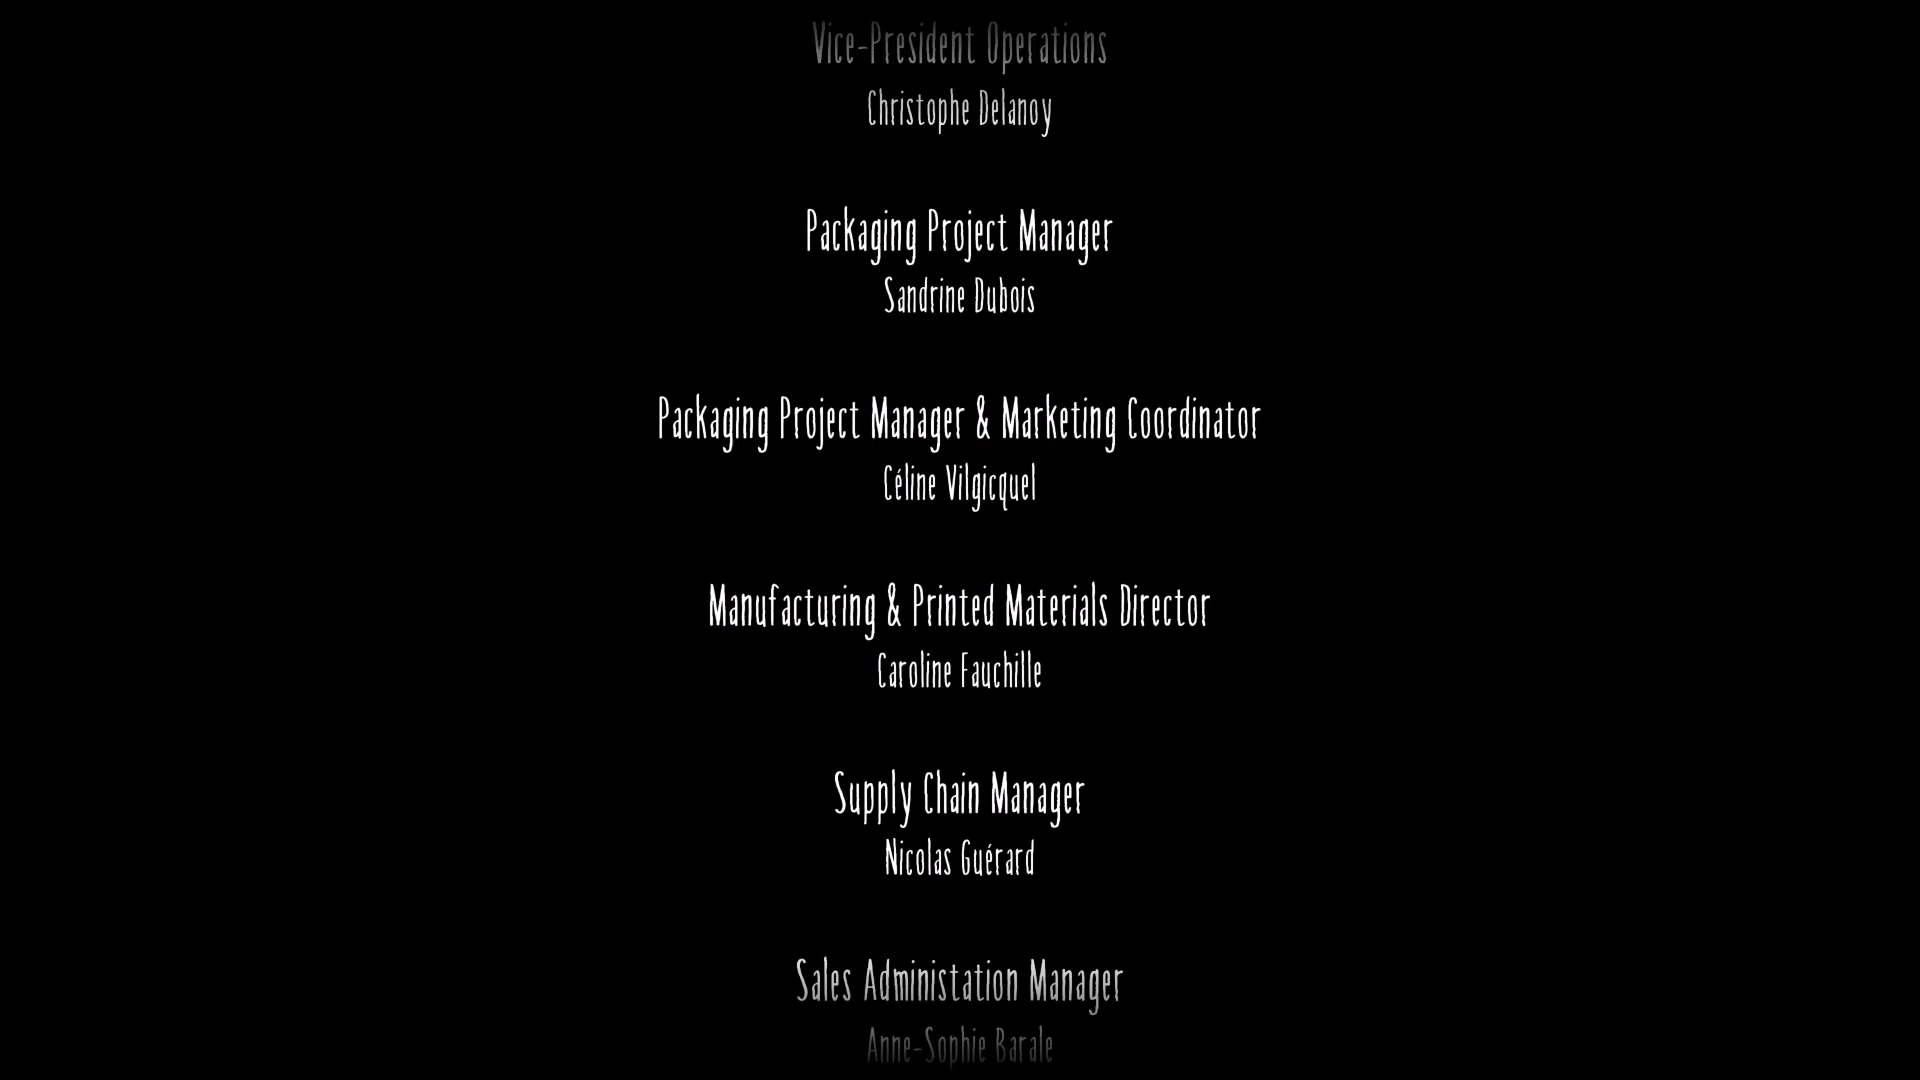 Vice-President Operations
Christophe Delanoy
Packaging Project Manager
Sandrine Dubois
Packaging Project Manager & Marketing Coordinator
Céline Vilgicquel
Manufacturing & Printed Materials Director
Caroline Fauchille
Supply Chain Manager
Nicolas Guérard
Sales Administation Manager
Anne-Sophie Barale